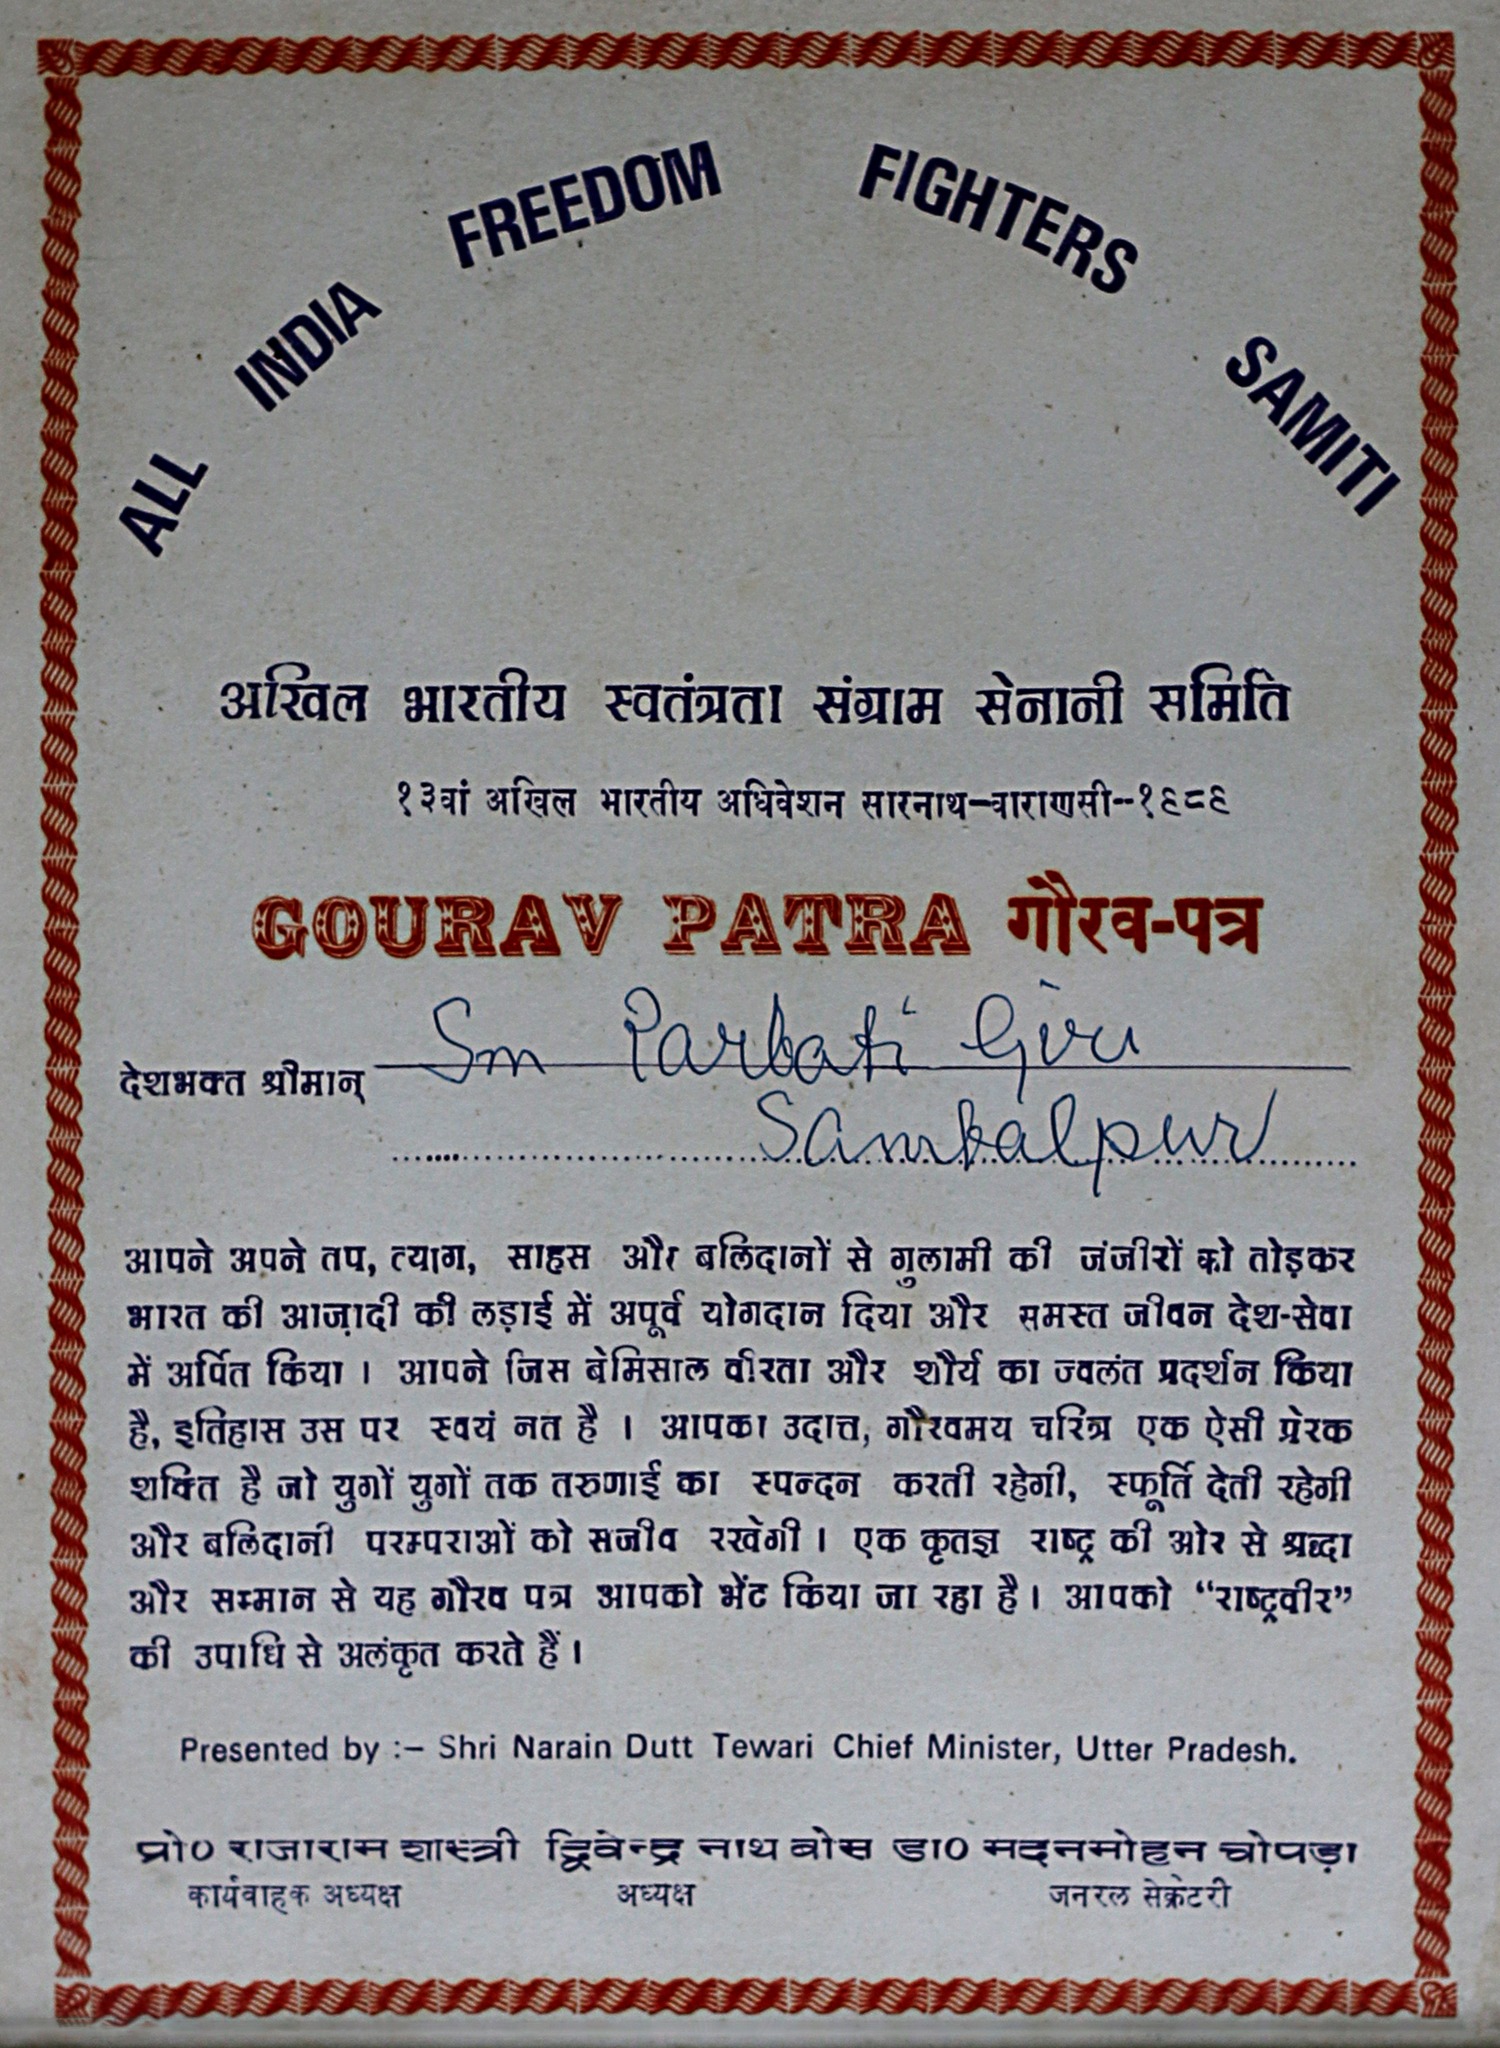 ALL INDIA FREEDOM FIGHTERS SAMITI
अखिल भारतीय स्वतंत्रता संग्राम सेनानी समिति
१३वां अखिल भारतीय अधिवेशन सारनाथ–वाराणसी--१९८९
GOURAV PATRA गौरव-पत्र
देशभक्त श्रीमान् Sm Parbati Giri
Sambalpur
आपने अपने तप, त्याग, साहस और बलिदानों से गुलामी की जंजीरों को तोड़कर
भारत की आज़ादी की लड़ाई में अपूर्व योगदान दिया और समस्त जीवन देश-सेवा
में अर्पित किया । आपने जिस बेमिसाल वीरता और शौर्य का ज्वलंत प्रदर्शन किया
है, इतिहास उस पर स्वयं नत है । आपका उदात्त, गौरवमय चरित्र एक ऐसी प्रेरक
शक्ति है जो युगों युगों तक तरुणाई का स्पन्दन करती रहेगी, स्फूर्ति देती रहेगी
और बलिदानी परम्पराओं को सजीव रखेगी । एक कृतज्ञ राष्ट्र की ओर से श्रद्धा
और सम्मान से यह गौरव पत्र आपको भेंट किया जा रहा है । आपको “राष्ट्रवीर”
की उपाधि से अलंकृत करते हैं ।
Presented by :– Shri Narain Dutt Tewari Chief Minister, Utter Pradesh.
प्रो० राजाराम शास्त्री द्विवेन्द्र नाथ बोस डा० मदनमोहन चोपड़ा
कार्यवाहक अध्यक्ष अध्यक्ष जनरल सेक्रेटरी